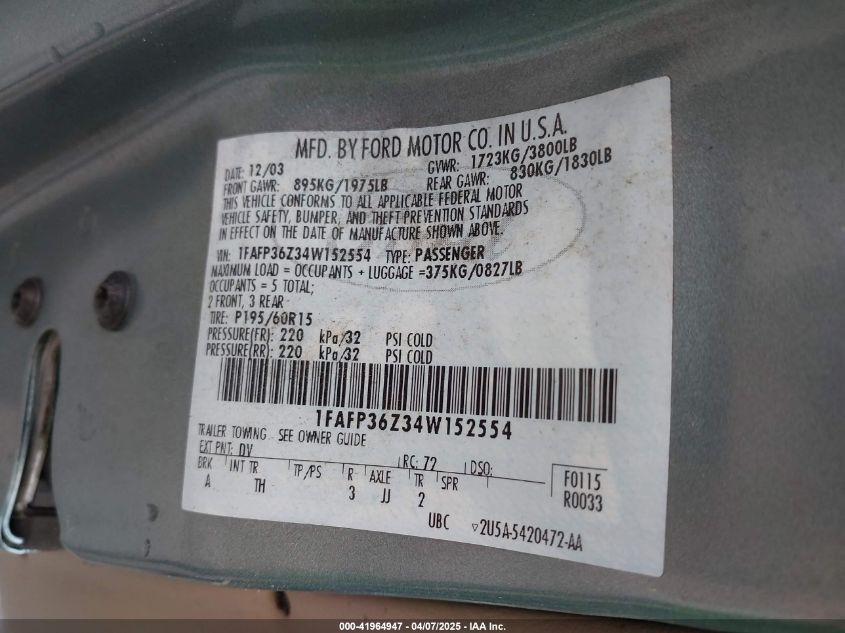 MFD. BY FORD MOTOR CO. IN U.S.A.
DATE: 12/03 GVWR: 1723KG/3800LB
FRONT GAWR: 895KG/1975LB REAR GAWR: 830KG/1830LB
THIS VEHICLE CONFORMS TO ALL APPLICABLE FEDERAL MOTOR
VEHICLE SAFETY, BUMPER, AND THEFT PREVENTION STANDARDS
IN EFFECT ON THE DATE OF MANUFACTURE SHOWN ABOVE.
VIN: 1FAFP36Z34W152554 TYPE: PASSENGER
MAXIMUM LOAD = OCCUPANTS + LUGGAGE =375KG/0827LB
OCCUPANTS = 5 TOTAL;
2 FRONT, 3 REAR
TIRE: P195/60R15
PRESSURE(FR): 220 kPa/32 PSI COLD
PRESSURE(RR): 220 kPa/32 PSI COLD
1FAFP36Z34W152554
TRAILER TOWING SEE OWNER GUIDE
EXT PNT: DV RC: 72 DSO:
BRK INT TR TP/PS R AXLE TR SPR F0115
A TH 3 JJ 2 R0033
UBC ▽2U5A-5420472-AA
000-41964947 - 04/07/2025 - IAA Inc.